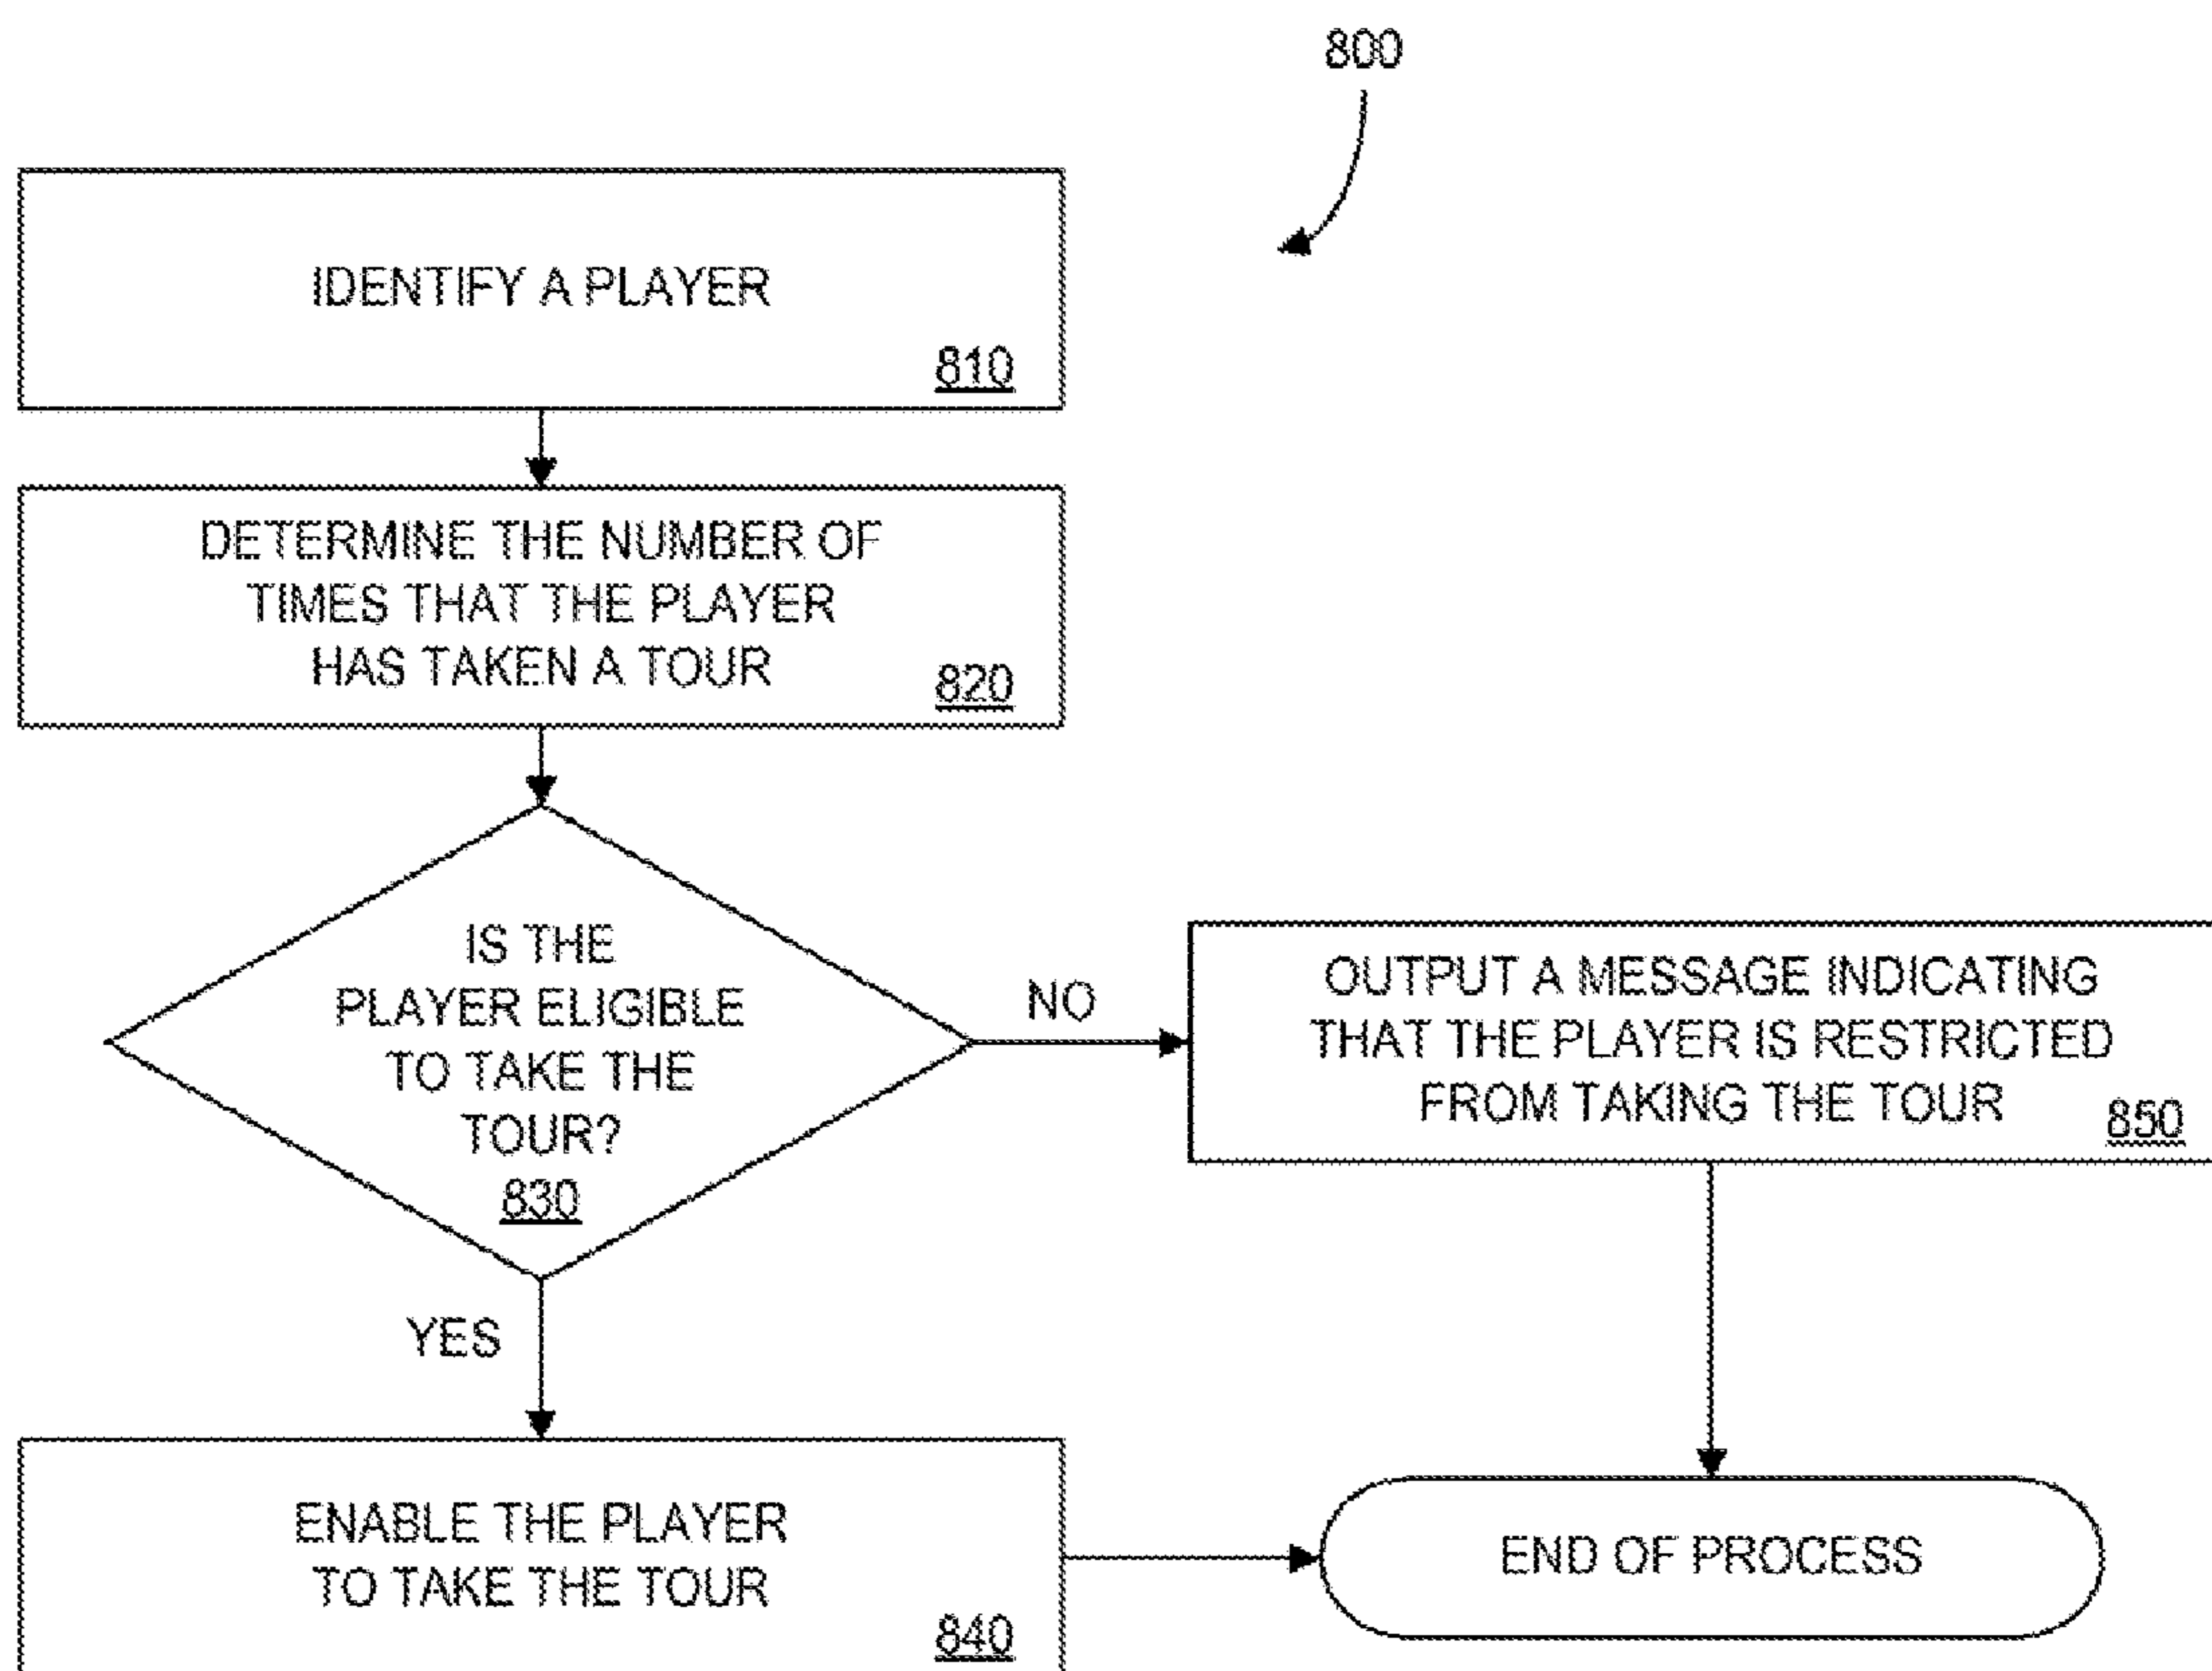 800
IDENTIFY A PLAYER
810
DETERMINE THE NUMBER OF
TIMES THAT THE PLAYER
HAS TAKEN A TOUR
820
IS THE
PLAYER ELIGIBLE
TO TAKE THE
TOUR?
830
NO
OUTPUT A MESSAGE INDICATING
THAT THE PLAYER IS RESTRICTED
FROM TAKING THE TOUR
850
YES
ENABLE THE PLAYER
TO TAKE THE TOUR
840
END OF PROCESS